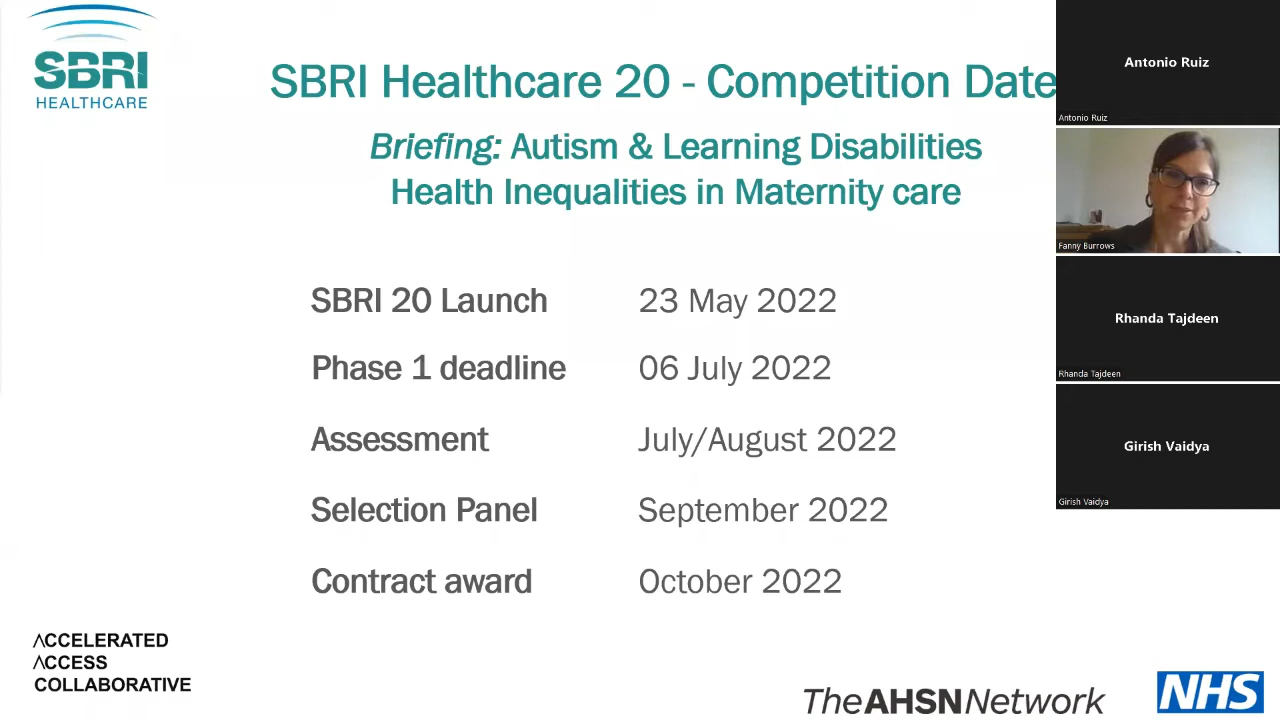 SBRI
HEALTHCARE
SBRI Healthcare 20 - Competition Date
Briefing: Autism & Learning Disabilities
Health Inequalities in Maternity care
SBRI 20 Launch 23 May 2022
Phase 1 deadline 06 July 2022
Assessment July/August 2022
Selection Panel September 2022
Contract award October 2022
ACCELERATED
ACCESS
COLLABORATIVE
TheAHSNNetwork
NHS
Antonio Ruiz
Antonio Ruiz
Fanny Burrows
Rhanda Tajdeen
Rhanda Tajdeen
Girish Vaidya
Girish Vaidya